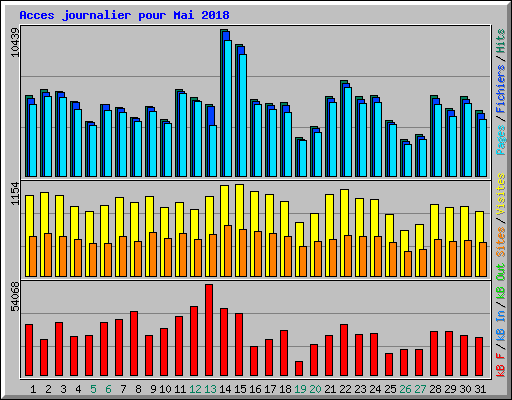 Acces journalier pour Mai 2018
10439
Pages / Fichiers / Hits
1154
Sites / Visites
54068
kB F / kB In / kB Out
1 2 3 4 5 6 7 8 9 10 11 12 13 14 15 16 17 18 19 20 21 22 23 24 25 26 27 28 29 30 31